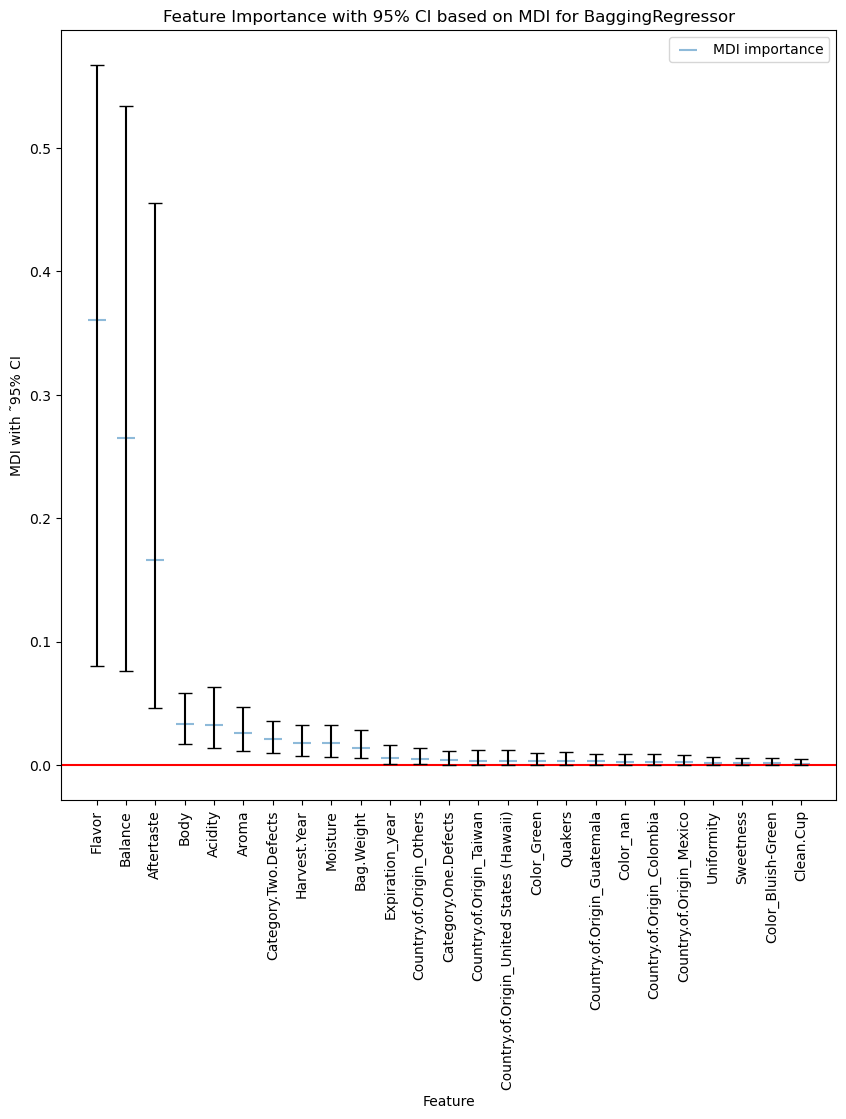 Feature Importance with 95% CI based on MDI for BaggingRegressor
MDI importance
MDI with ˜95% CI
0.5
0.4
0.3
0.2
0.1
0.0
Flavor
Balance
Aftertaste
Body
Acidity
Aroma
Category.Two.Defects
Harvest.Year
Moisture
Bag.Weight
Expiration_year
Country.of.Origin_Others
Category.One.Defects
Country.of.Origin_Taiwan
Country.of.Origin_United States (Hawaii)
Color_Green
Quakers
Country.of.Origin_Guatemala
Color_nan
Country.of.Origin_Colombia
Country.of.Origin_Mexico
Uniformity
Sweetness
Color_Bluish-Green
Clean.Cup
Feature